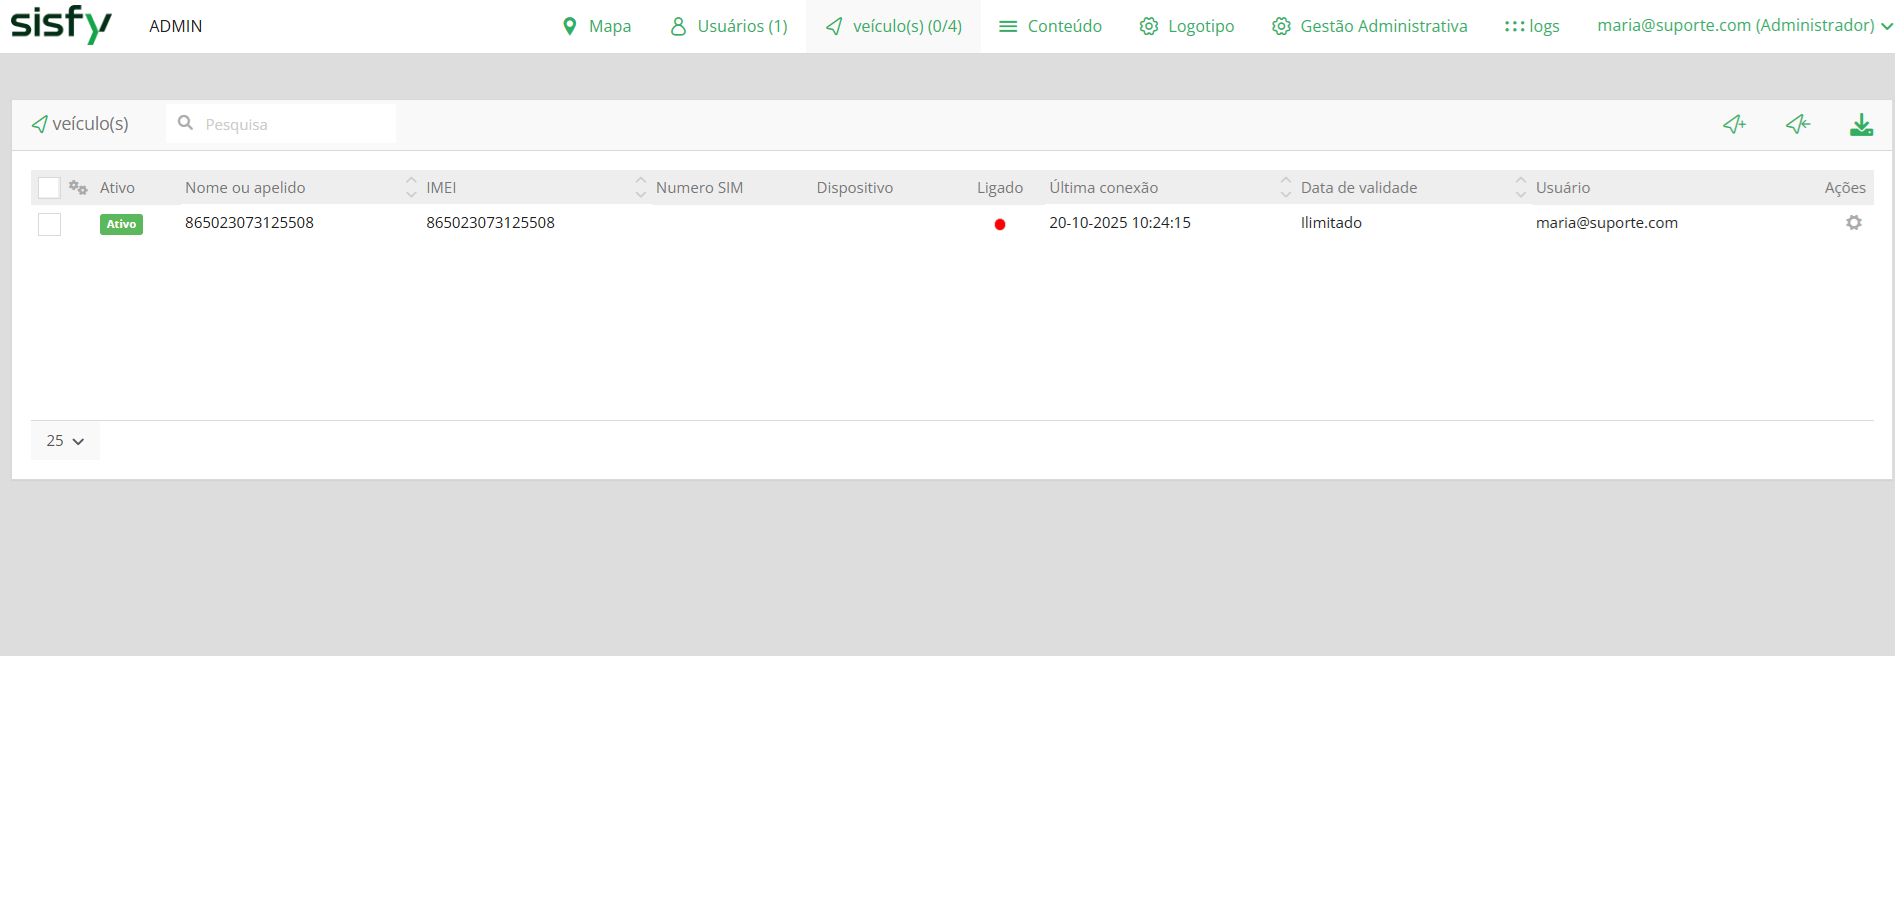 sisfy ADMIN Mapa Usuários (1) veículo(s) (0/4) Conteúdo Logotipo Gestão Administrativa logs maria@suporte.com (Administrador)
veículo(s) Pesquisa
Ativo Nome ou apelido IMEI Numero SIM Dispositivo Ligado Última conexão Data de validade Usuário Ações
Ativo 865023073125508 865023073125508 20-10-2025 10:24:15 Ilimitado maria@suporte.com
25